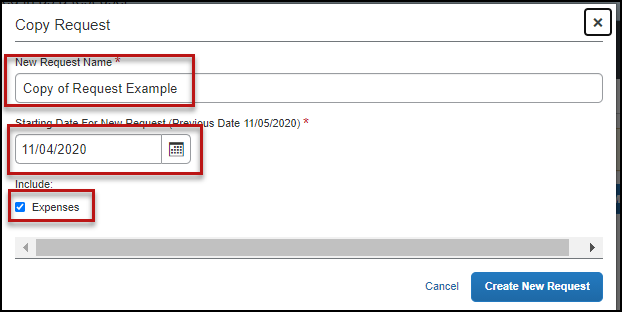 Copy Request
New Request Name *
Copy of Request Example
Starting Date For New Request (Previous Date 11/05/2020) *
11/04/2020
Include:
Expenses
Cancel
Create New Request